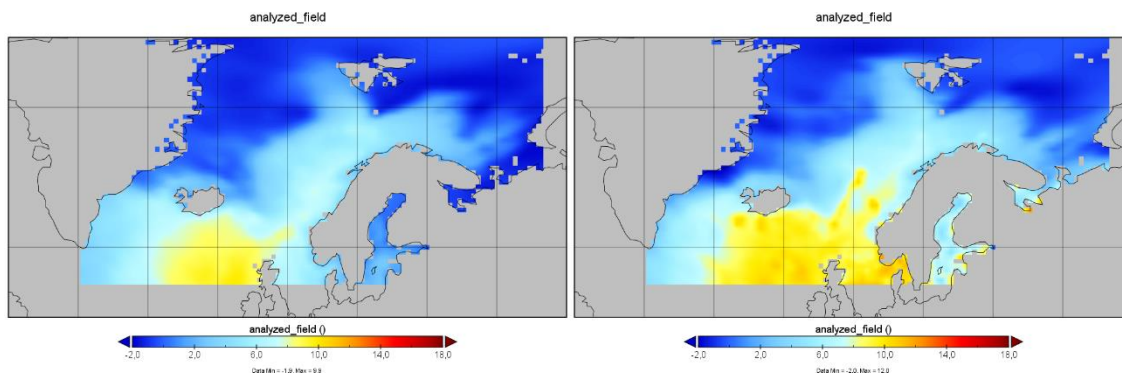 analyzed_field
analyzed_field ()
-2,0 2,0 6,0 10,0 14,0 18,0
Data Min = -1.9, Max = 9.9
analyzed_field
analyzed_field ()
-2,0 2,0 6,0 10,0 14,0 18,0
Data Min = -2.0, Max = 12.0